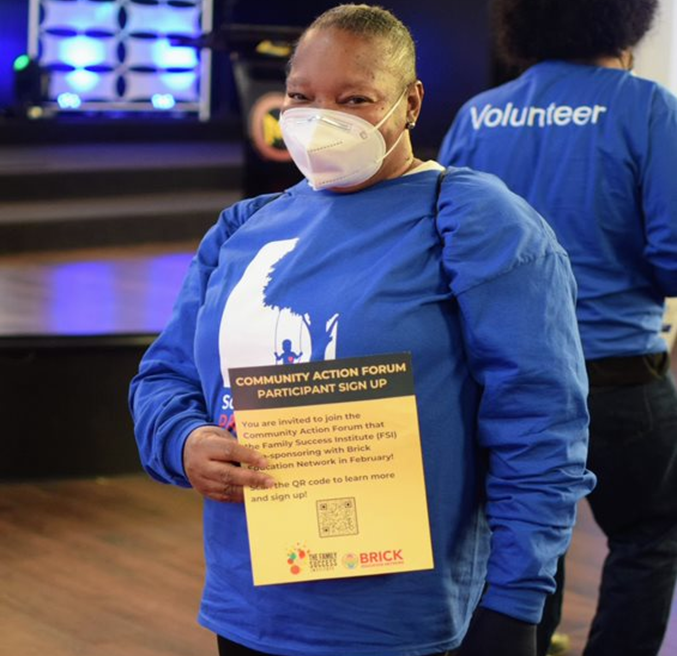 Volunteer
COMMUNITY ACTION FORUM
PARTICIPANT SIGN UP
You are invited to join the
Community Action Forum that
the Family Success Institute (FSI)
-sponsoring with Brick
Education Network in February!
the QR code to learn more
and sign up!
THE FAMILY
SUCCESS
INSTITUTE
BRICK
EDUCATION NETWORK